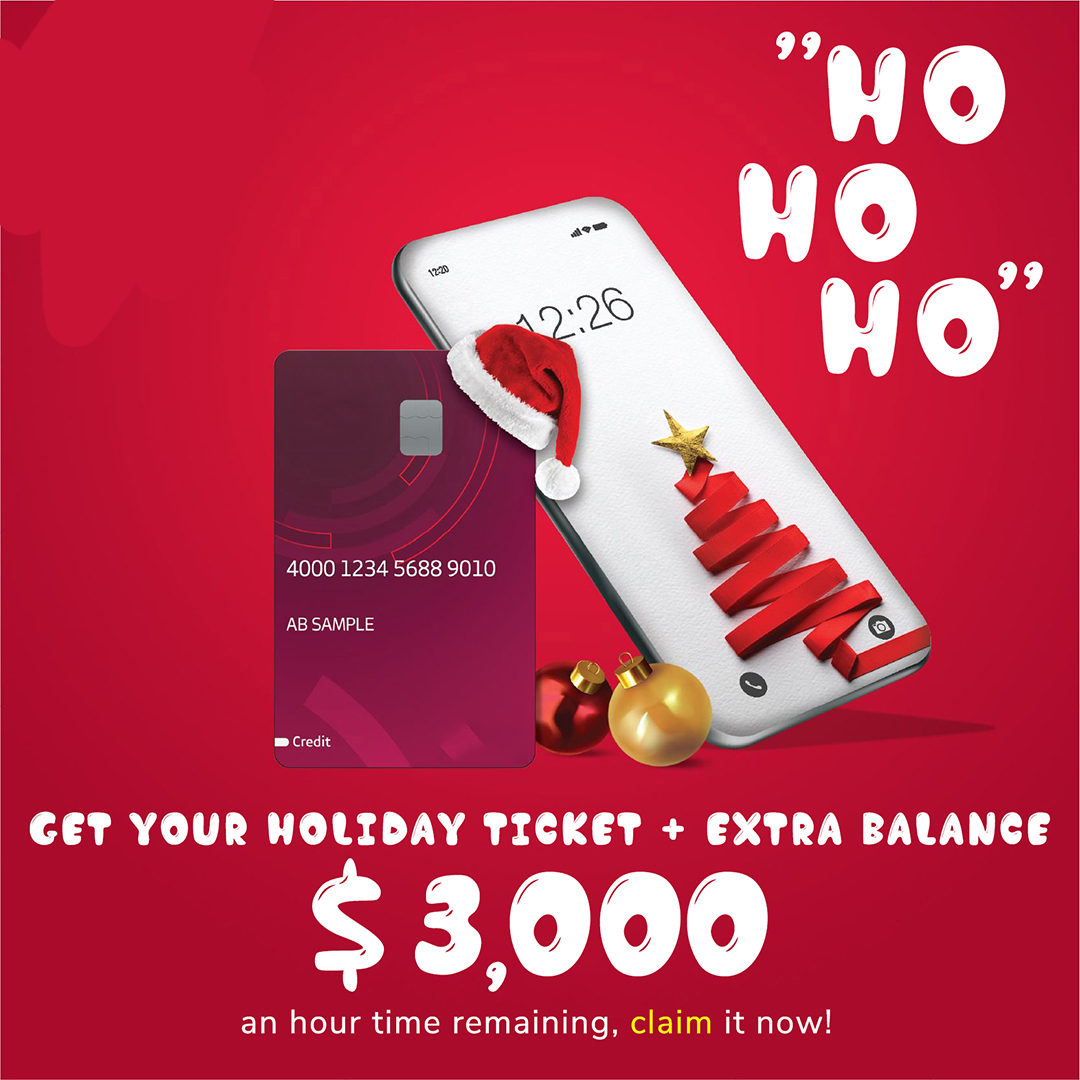 ”HO
HO
HO”
12:20
12:26
4000 1234 5688 9010
AB SAMPLE
Credit
GET YOUR HOLIDAY TICKET + EXTRA BALANCE
$ 3,000
an hour time remaining, claim it now!